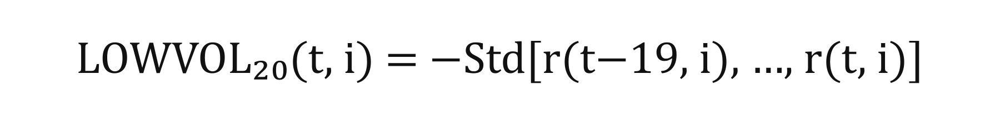 LOWVOL₂₀(t, i) = −Std[r(t−19, i), …, r(t, i)]